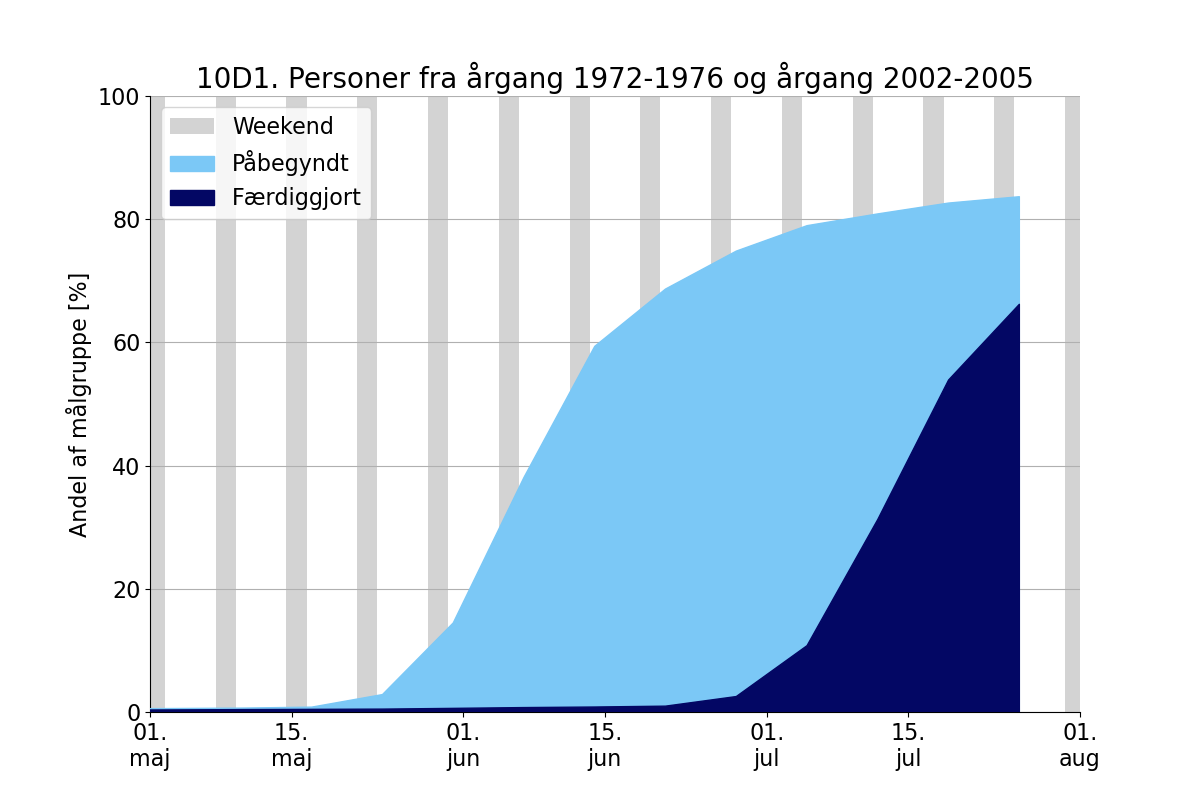 10D1. Personer fra årgang 1972-1976 og årgang 2002-2005
Weekend
Påbegyndt
Færdiggjort
Andel af målgruppe [%]
100
80
60
40
20
0
01. 15. 01. 15. 01. 15. 01.
maj maj jun jun jul jul aug